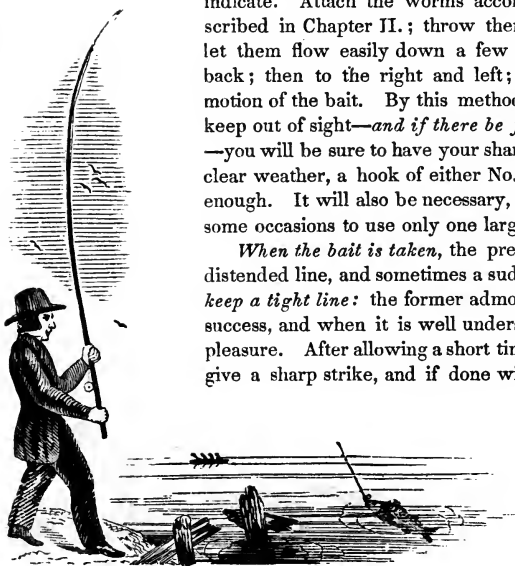 indicate. Attach the worms accor
scribed in Chapter II.; throw ther
let them flow easily down a few
back; then to the right and left;
motion of the bait. By this method
keep out of sight—and if there be
—you will be sure to have your shar
clear weather, a hook of either No.
enough. It will also be necessary,
some occasions to use only one larg
When the bait is taken, the pre
distended line, and sometimes a sud
keep a tight line: the former admo
success, and when it is well unders
pleasure. After allowing a short tim
give a sharp strike, and if done wi